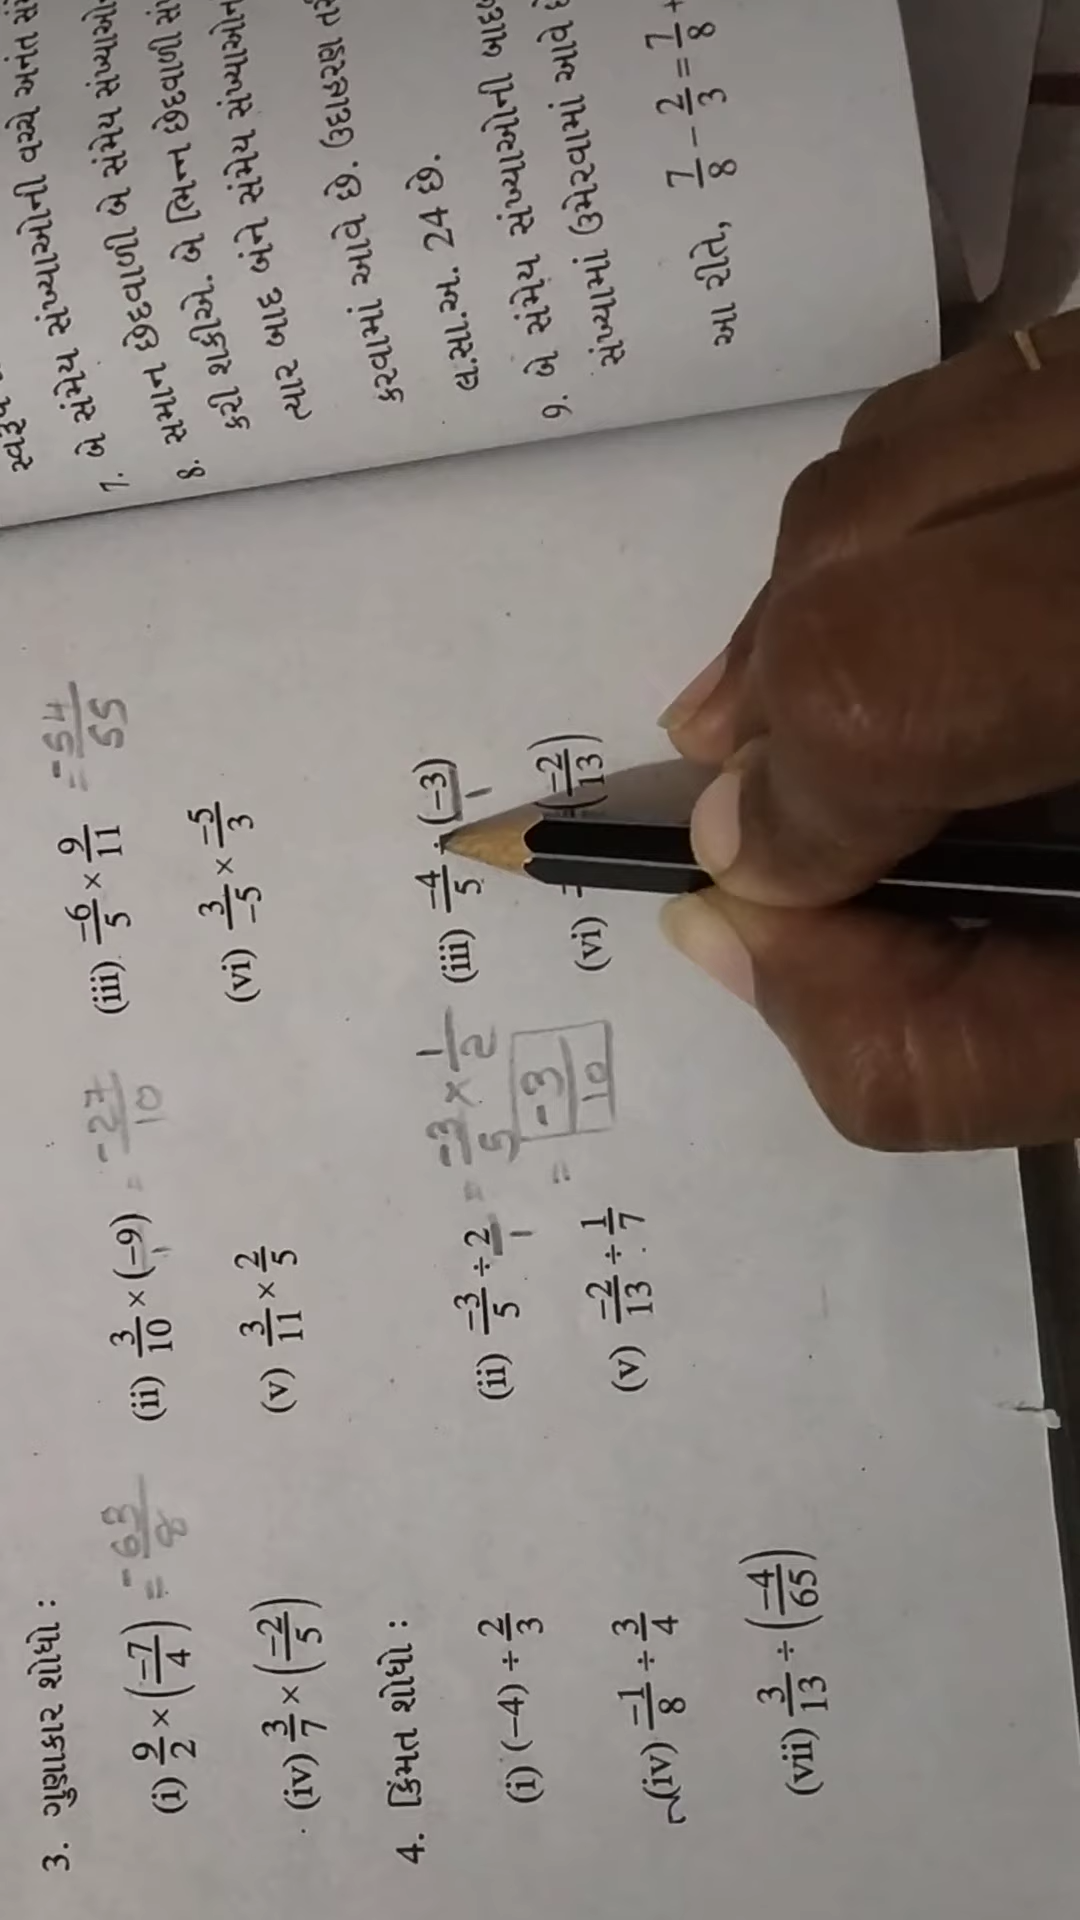 3. ગુણાકાર શોધો :
(i) 9/2 × (−7/4) = −63/8 (ii) 3/10 × (−9)/1 = −27/10 (iii) −6/5 × 9/11 = −54/55
(iv) 3/7 × (−2/5) (v) 3/11 × 2/5 (vi) 3/−5 × −5/3
4. કિંમત શોધો :
(i) (−4) ÷ 2/3 (ii) −3/5 ÷ 2/1 = −3/5 × 1/2 (iii) −4/5 ÷ (−3)/1
= −3/10
(iv) −1/8 ÷ 3/4 (v) −2/13 ÷ 1/7 (vi) (−2/13)
(vii) 3/13 ÷ (−4/65)
ની વચ્ચે અનંત
7. બે સંમેય સંખ્યાઓની
સમાન છેદવાળી બે સંમેય સંખ્યાઓ
8. કરી શકીએ. બે ભિન્ન છેદવાળી
ત્યાર બાદ બંને સંમેય સંખ્યાઓન
કરવામાં આવે છે. (ઉદાહરણ
લ.સા.અ. 24 છે.
9. બે સંમેય સંખ્યાઓની બાદ
સંખ્યામાં ઉમેરવામાં આવે
આ રીતે, 7/8 − 2/3 = 7/8 +